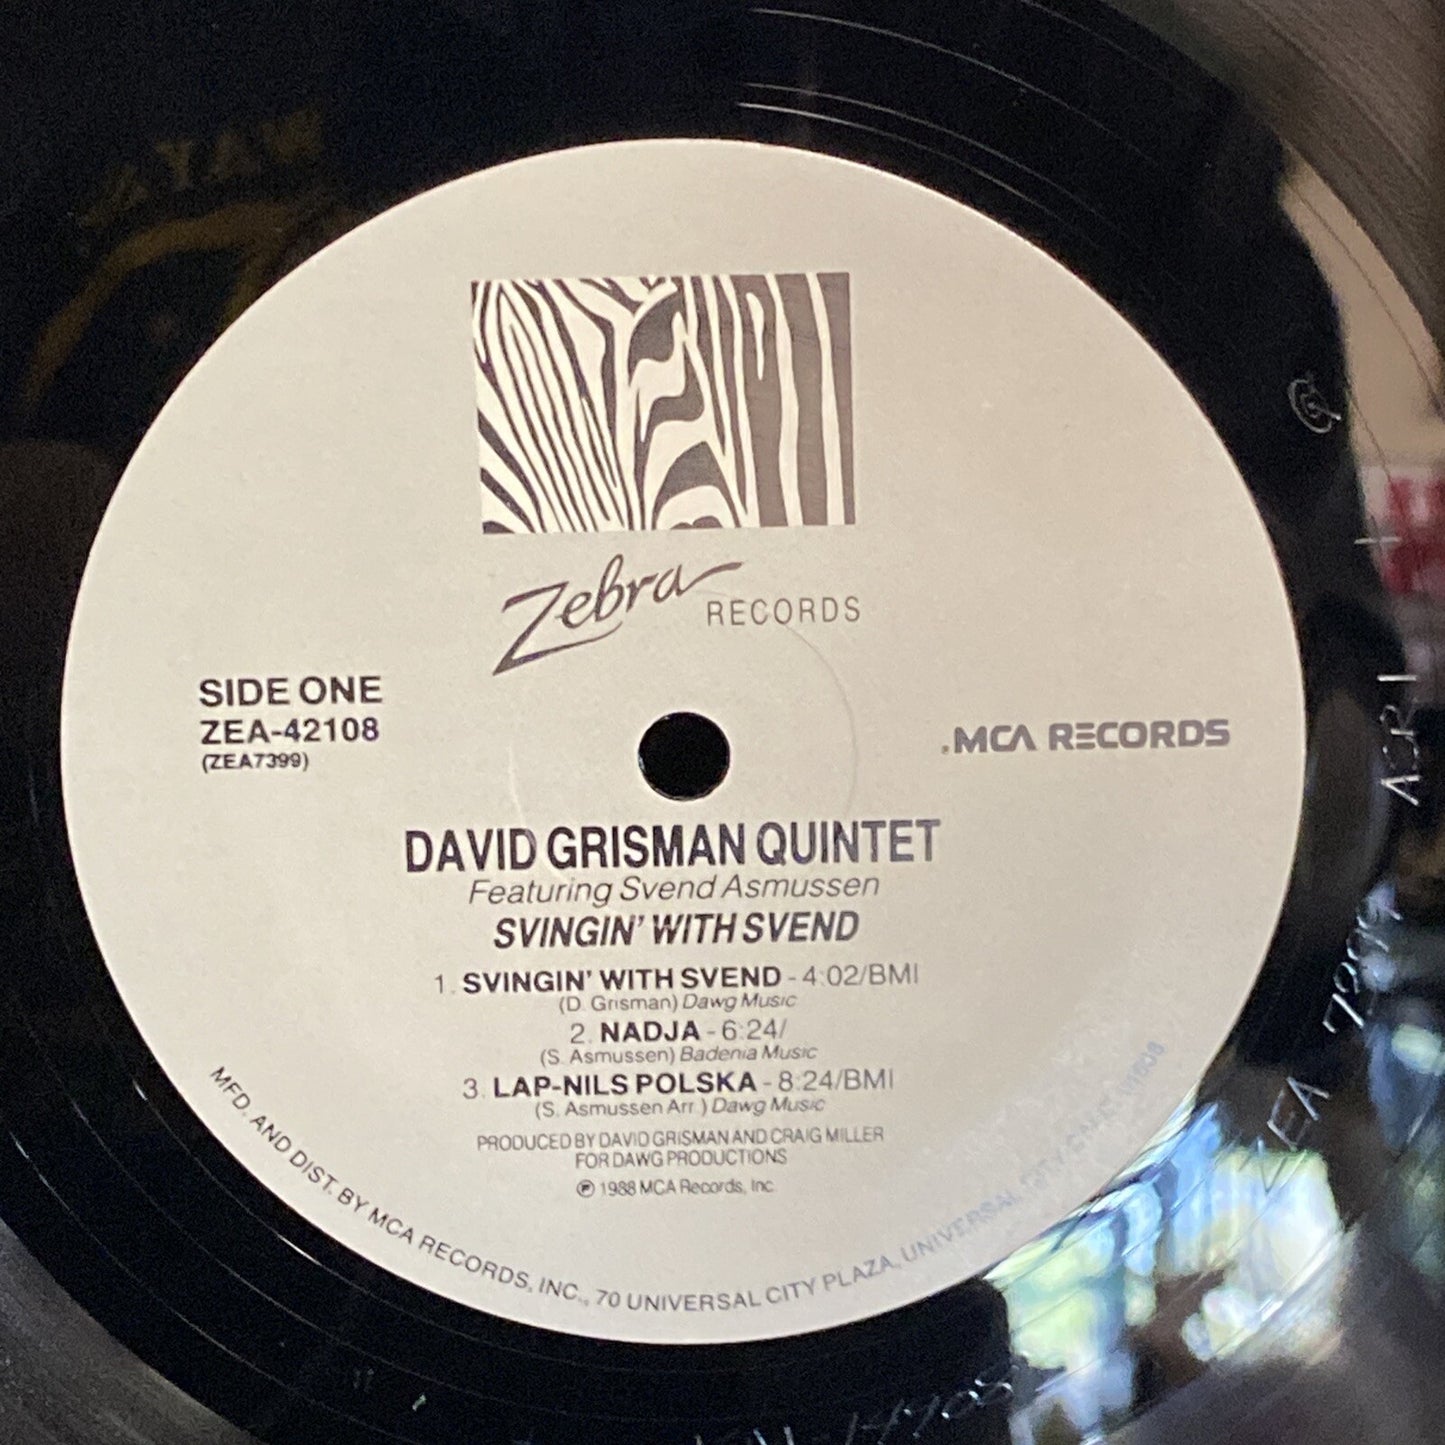 Zebra RECORDS
SIDE ONE
ZEA-42108
(ZEA7399)
MCA RECORDS
DAVID GRISMAN QUINTET
Featuring Svend Asmussen
SVINGIN' WITH SVEND
1. SVINGIN' WITH SVEND - 4:02/BMI
(D. Grisman) Dawg Music
2. NADJA - 6:24/
(S. Asmussen) Badenia Music
3. LAP-NILS POLSKA - 8:24/BMI
(S. Asmussen Arr.) Dawg Music
PRODUCED BY DAVID GRISMAN AND CRAIG MILLER
FOR DAWG PRODUCTIONS
℗ 1988 MCA Records, Inc.
MFD. AND DIST. BY MCA RECORDS, INC., 70 UNIVERSAL CITY PLAZA, UNIVERSAL CITY